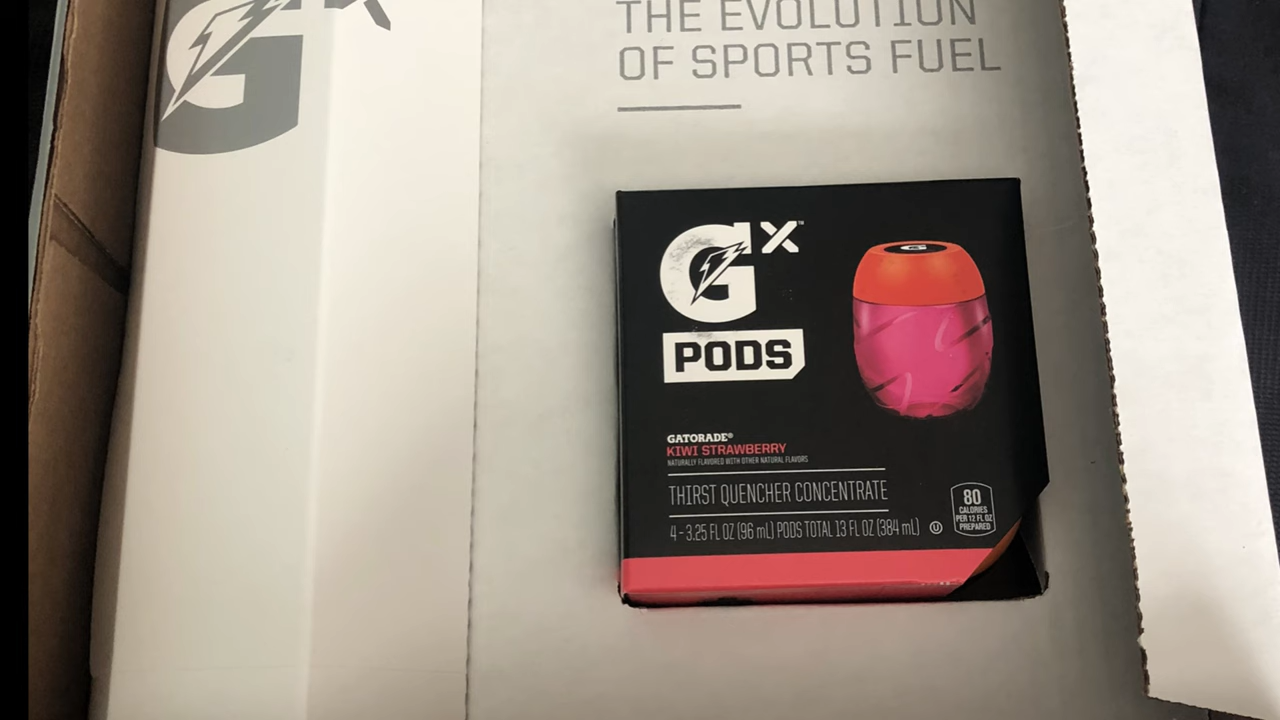 THE EVOLUTION
OF SPORTS FUEL
G X
G X™
PODS
GATORADE®
KIWI STRAWBERRY
NATURALLY FLAVORED WITH OTHER NATURAL FLAVORS
THIRST QUENCHER CONCENTRATE
4-3.25 FL OZ (96 mL) PODS TOTAL 13 FL OZ (384 mL) U
80
CALORIES
PER 12 FL OZ
PREPARED